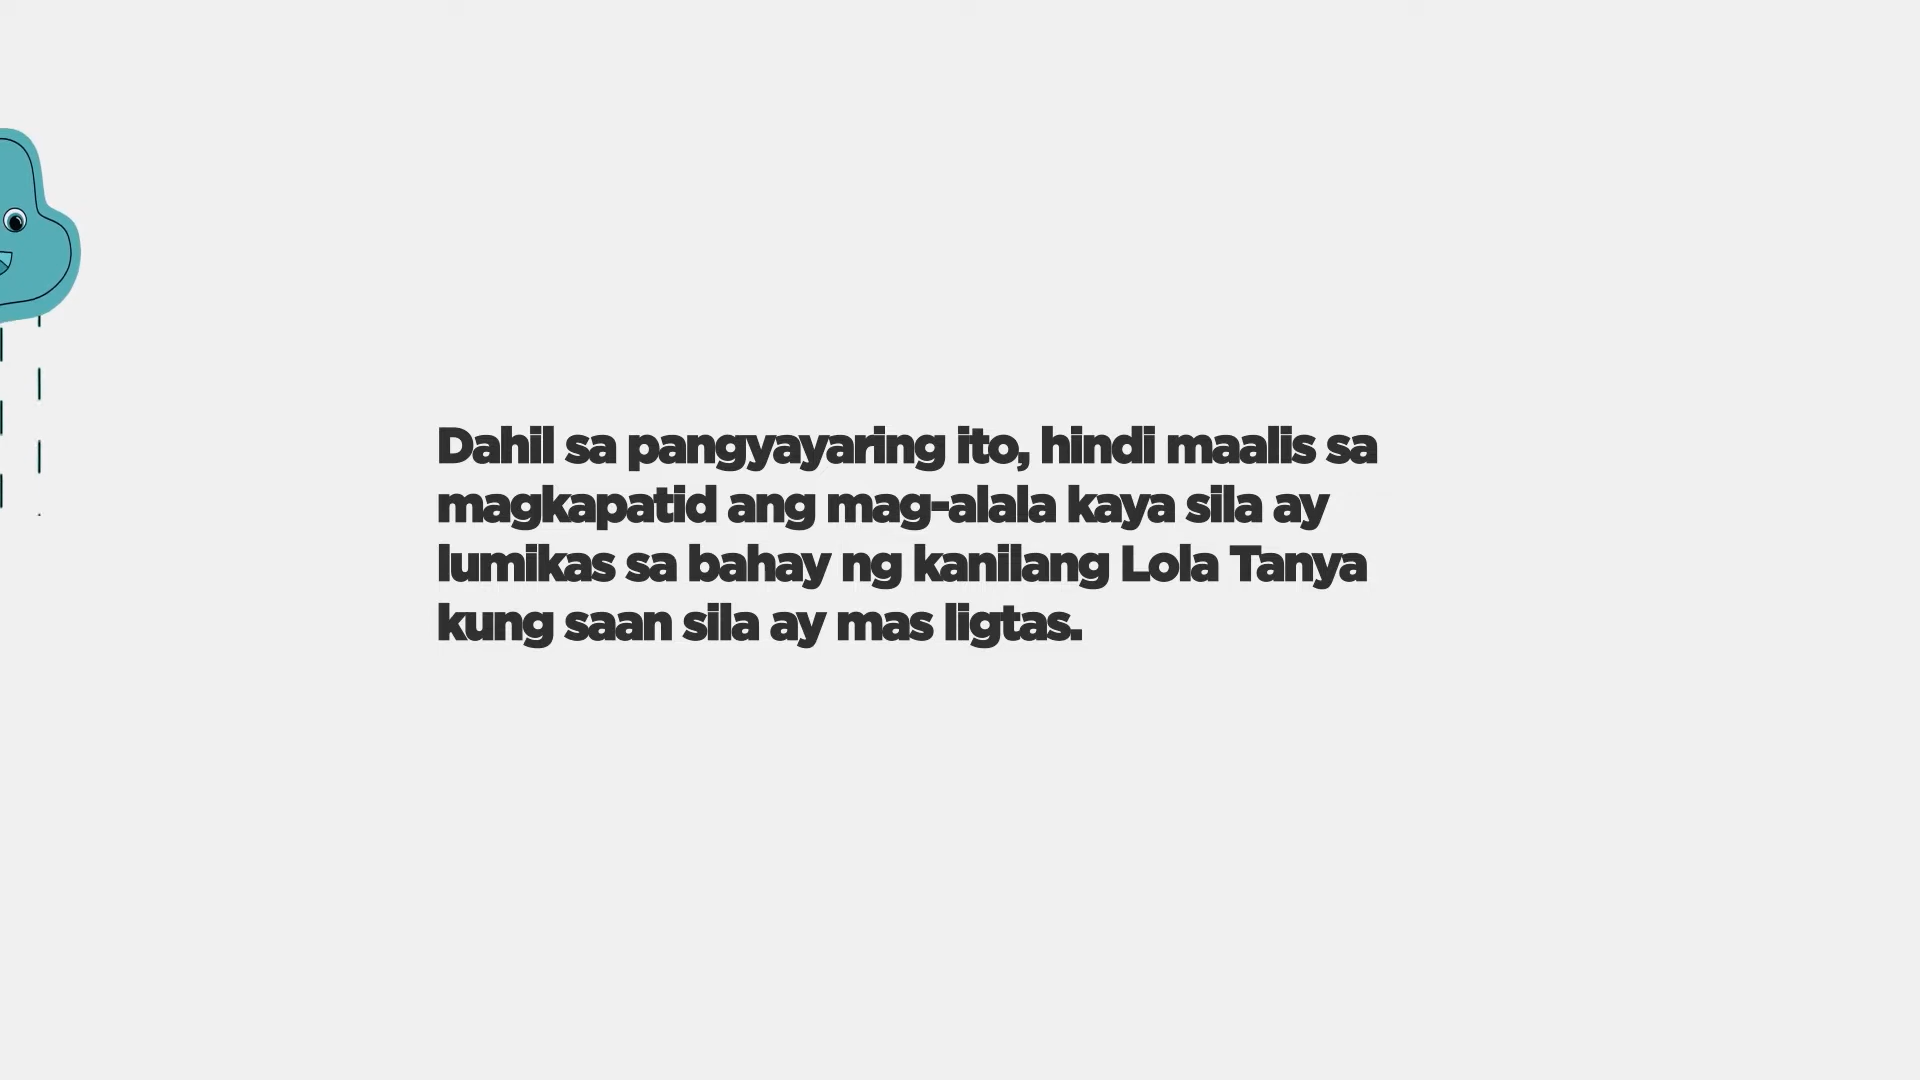 Dahil sa pangyayaring ito, hindi maalis sa
magkapatid ang mag-alala kaya sila ay
lumikas sa bahay ng kanilang Lola Tanya
kung saan sila ay mas ligtas.